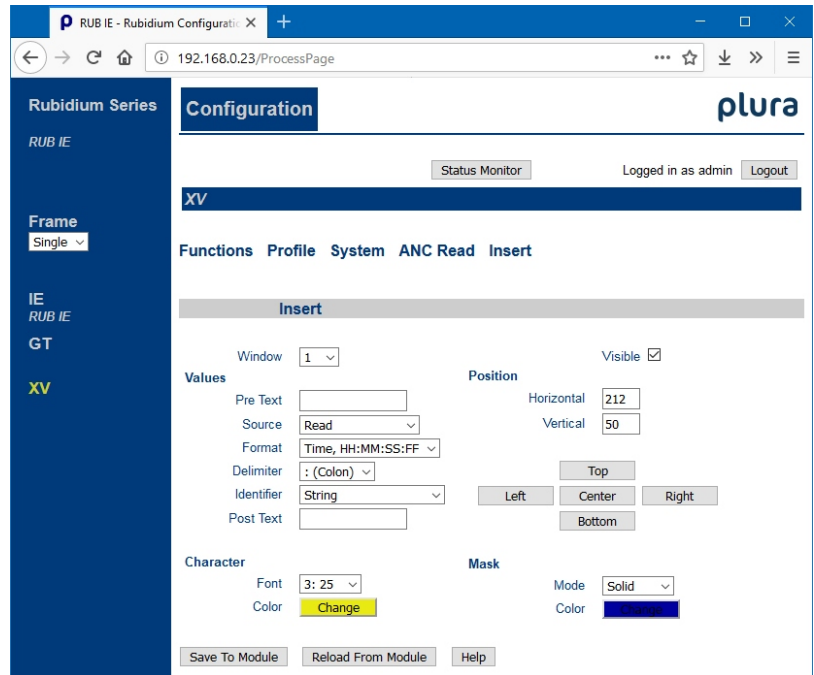 RUB IE - Rubidium Configuratio
192.168.0.23/ProcessPage
Rubidium Series
RUB IE
Configuration
plura
Status Monitor Logged in as admin Logout
XV
Frame
Single
Functions Profile System ANC Read Insert
IE
RUB IE
GT
XV
Insert
Window 1 Visible
Values Position
Pre Text Horizontal 212
Source Read Vertical 50
Format Time, HH:MM:SS:FF
Delimiter : (Colon) Top
Identifier String Left Center Right
Post Text Bottom
Character Mask
Font 3: 25 Mode Solid
Color Change Color Change
Save To Module Reload From Module Help